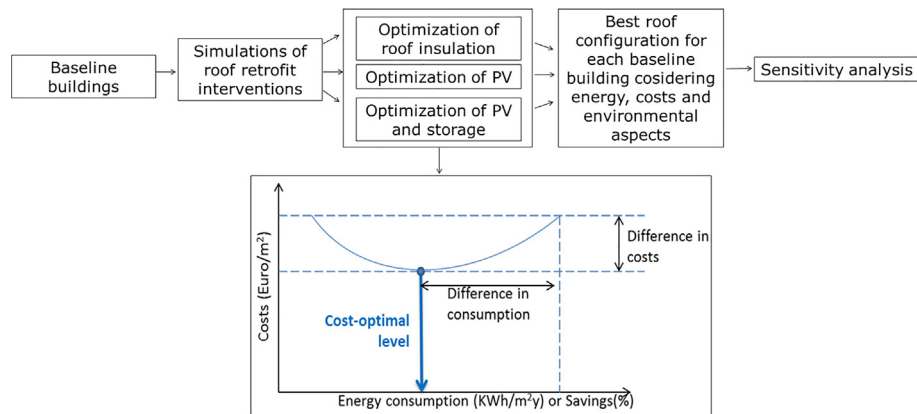 Baseline
buildings
Simulations of
roof retrofit
interventions
Optimization of
roof insulation
Optimization of PV
Optimization of PV
and storage
Best roof
configuration for
each baseline
building cosidering
energy, costs and
environmental
aspects
Sensitivity analysis
Costs (Euro/m²)
Difference in
costs
Difference in
consumption
Cost-optimal
level
Energy consumption (KWh/m²y) or Savings(%)